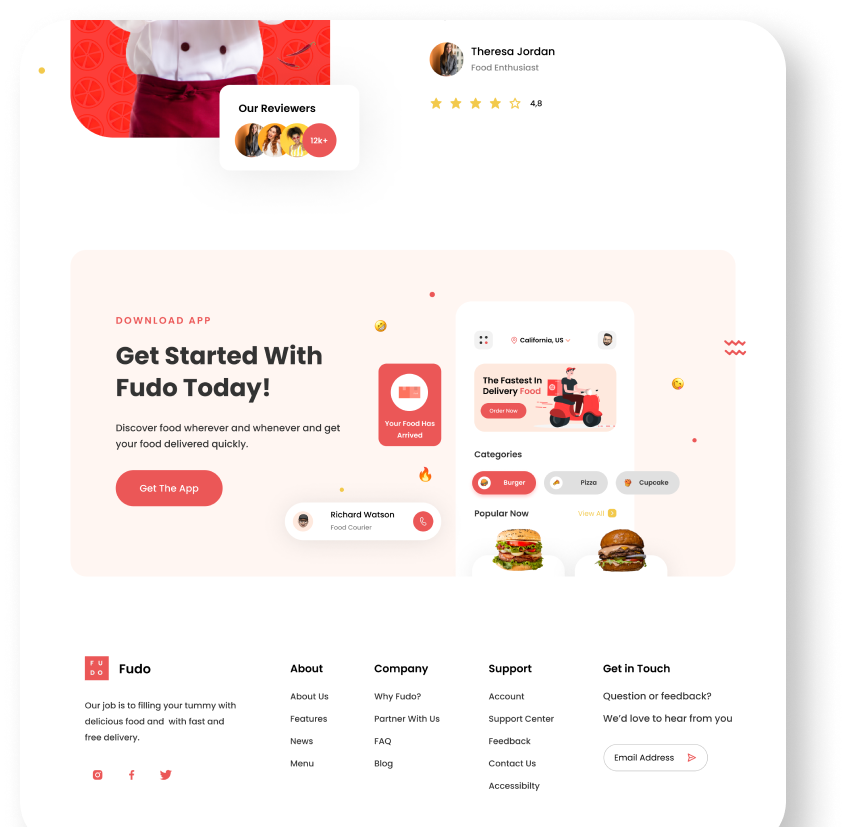 Theresa Jordan
Food Enthusiast
4,8
Our Reviewers
12k+
DOWNLOAD APP
Get Started With
Fudo Today!
Discover food wherever and whenever and get
your food delivered quickly.
Get The App
Your Food Has
Arrived
Richard Watson
Food Courier
California, US
The Fastest In
Delivery Food
Order Now
Categories
Burger
Pizza
Cupcake
Popular Now
View All
F U
D O
Fudo
Our job is to filling your tummy with
delicious food and with fast and
free delivery.
About
About Us
Features
News
Menu
Company
Why Fudo?
Partner With Us
FAQ
Blog
Support
Account
Support Center
Feedback
Contact Us
Accessibilty
Get in Touch
Question or feedback?
We’d love to hear from you
Email Address